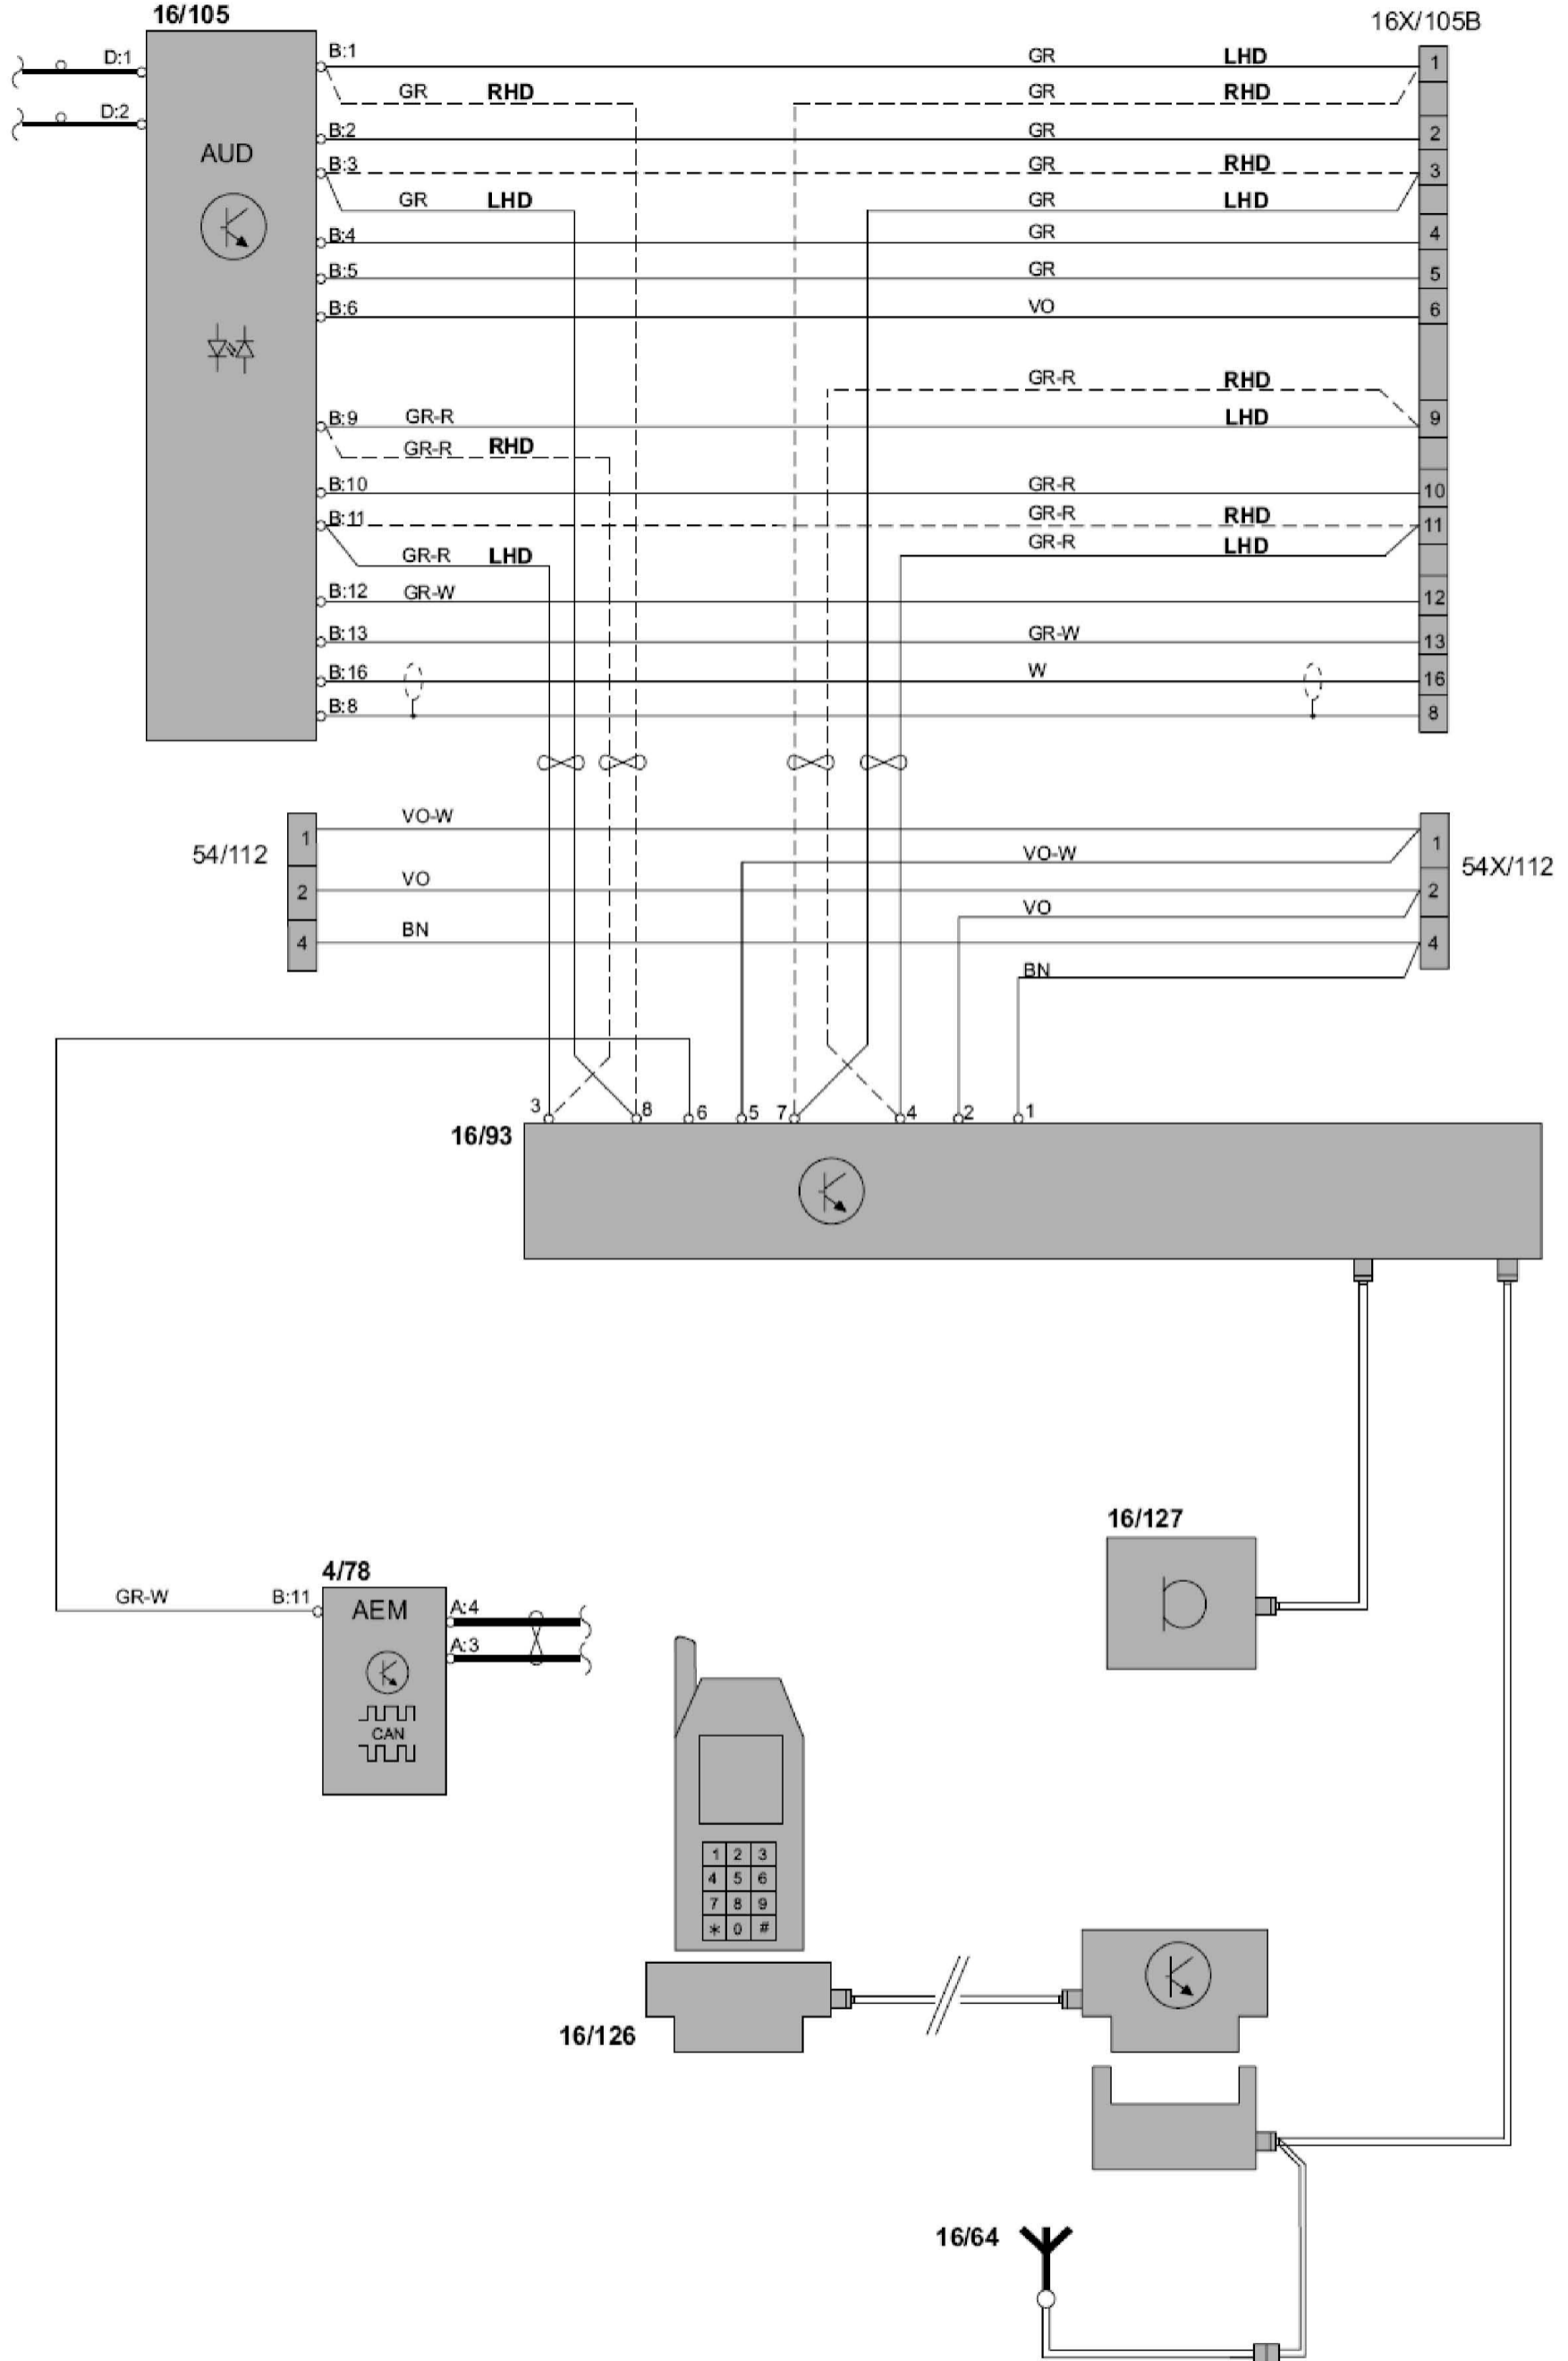 16/105
16X/105B
D:1
B:1
GR
LHD
1
GR
RHD
GR
RHD
D:2
B:2
GR
2
AUD
B:3
GR
RHD
3
GR
LHD
GR
LHD
B:4
GR
4
B:5
GR
5
B:6
VO
6
GR-R
RHD
B:9
GR-R
LHD
9
GR-R
RHD
B:10
GR-R
10
B:11
GR-R
RHD
11
GR-R
LHD
GR-R
LHD
B:12
GR-W
12
B:13
GR-W
13
B:16
W
16
B:8
8
VO-W
54/112
1
VO-W
1
54X/112
VO
2
VO
2
BN
4
4
BN
3
8
6
5
7
4
2
1
16/93
16/127
4/78
GR-W
B:11
AEM
A:4
A:3
CAN
1 2 3
4 5 6
7 8 9
* 0 #
16/126
16/64